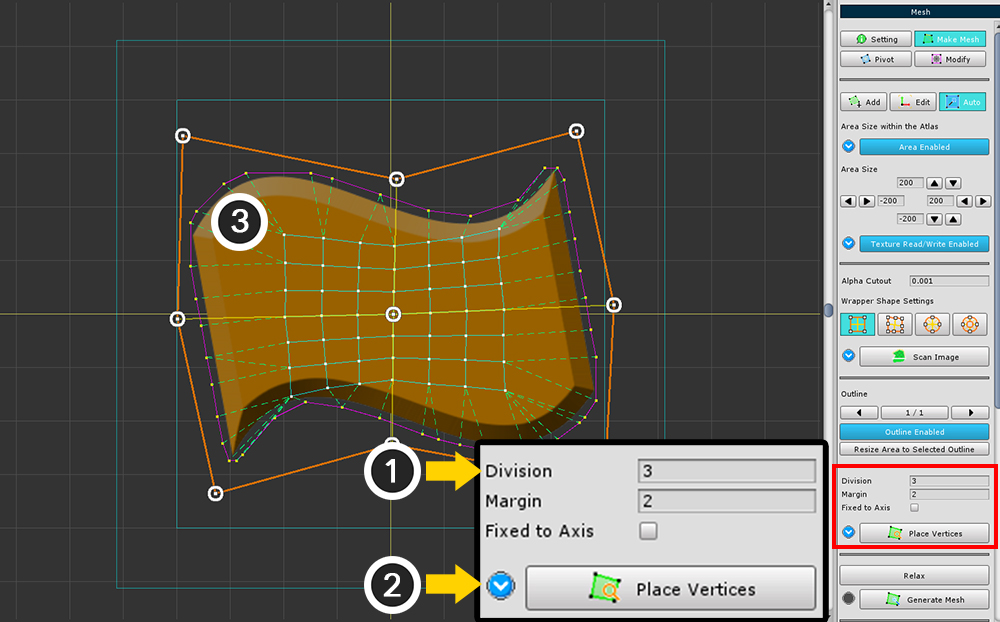 Mesh
Setting
Make Mesh
Pivot
Modify
Add
Edit
Auto
Area Size within the Atlas
Area Enabled
Area Size
200
-200
200
-200
Texture Read/Write Enabled
Alpha Cutout
0.001
Wrapper Shape Settings
Scan Image
Outline
1 / 1
Outline Enabled
Resize Area to Selected Outline
Division
3
Margin
2
Fixed to Axis
Place Vertices
Relax
Generate Mesh
3
1
Division
3
Margin
2
Fixed to Axis
2
Place Vertices